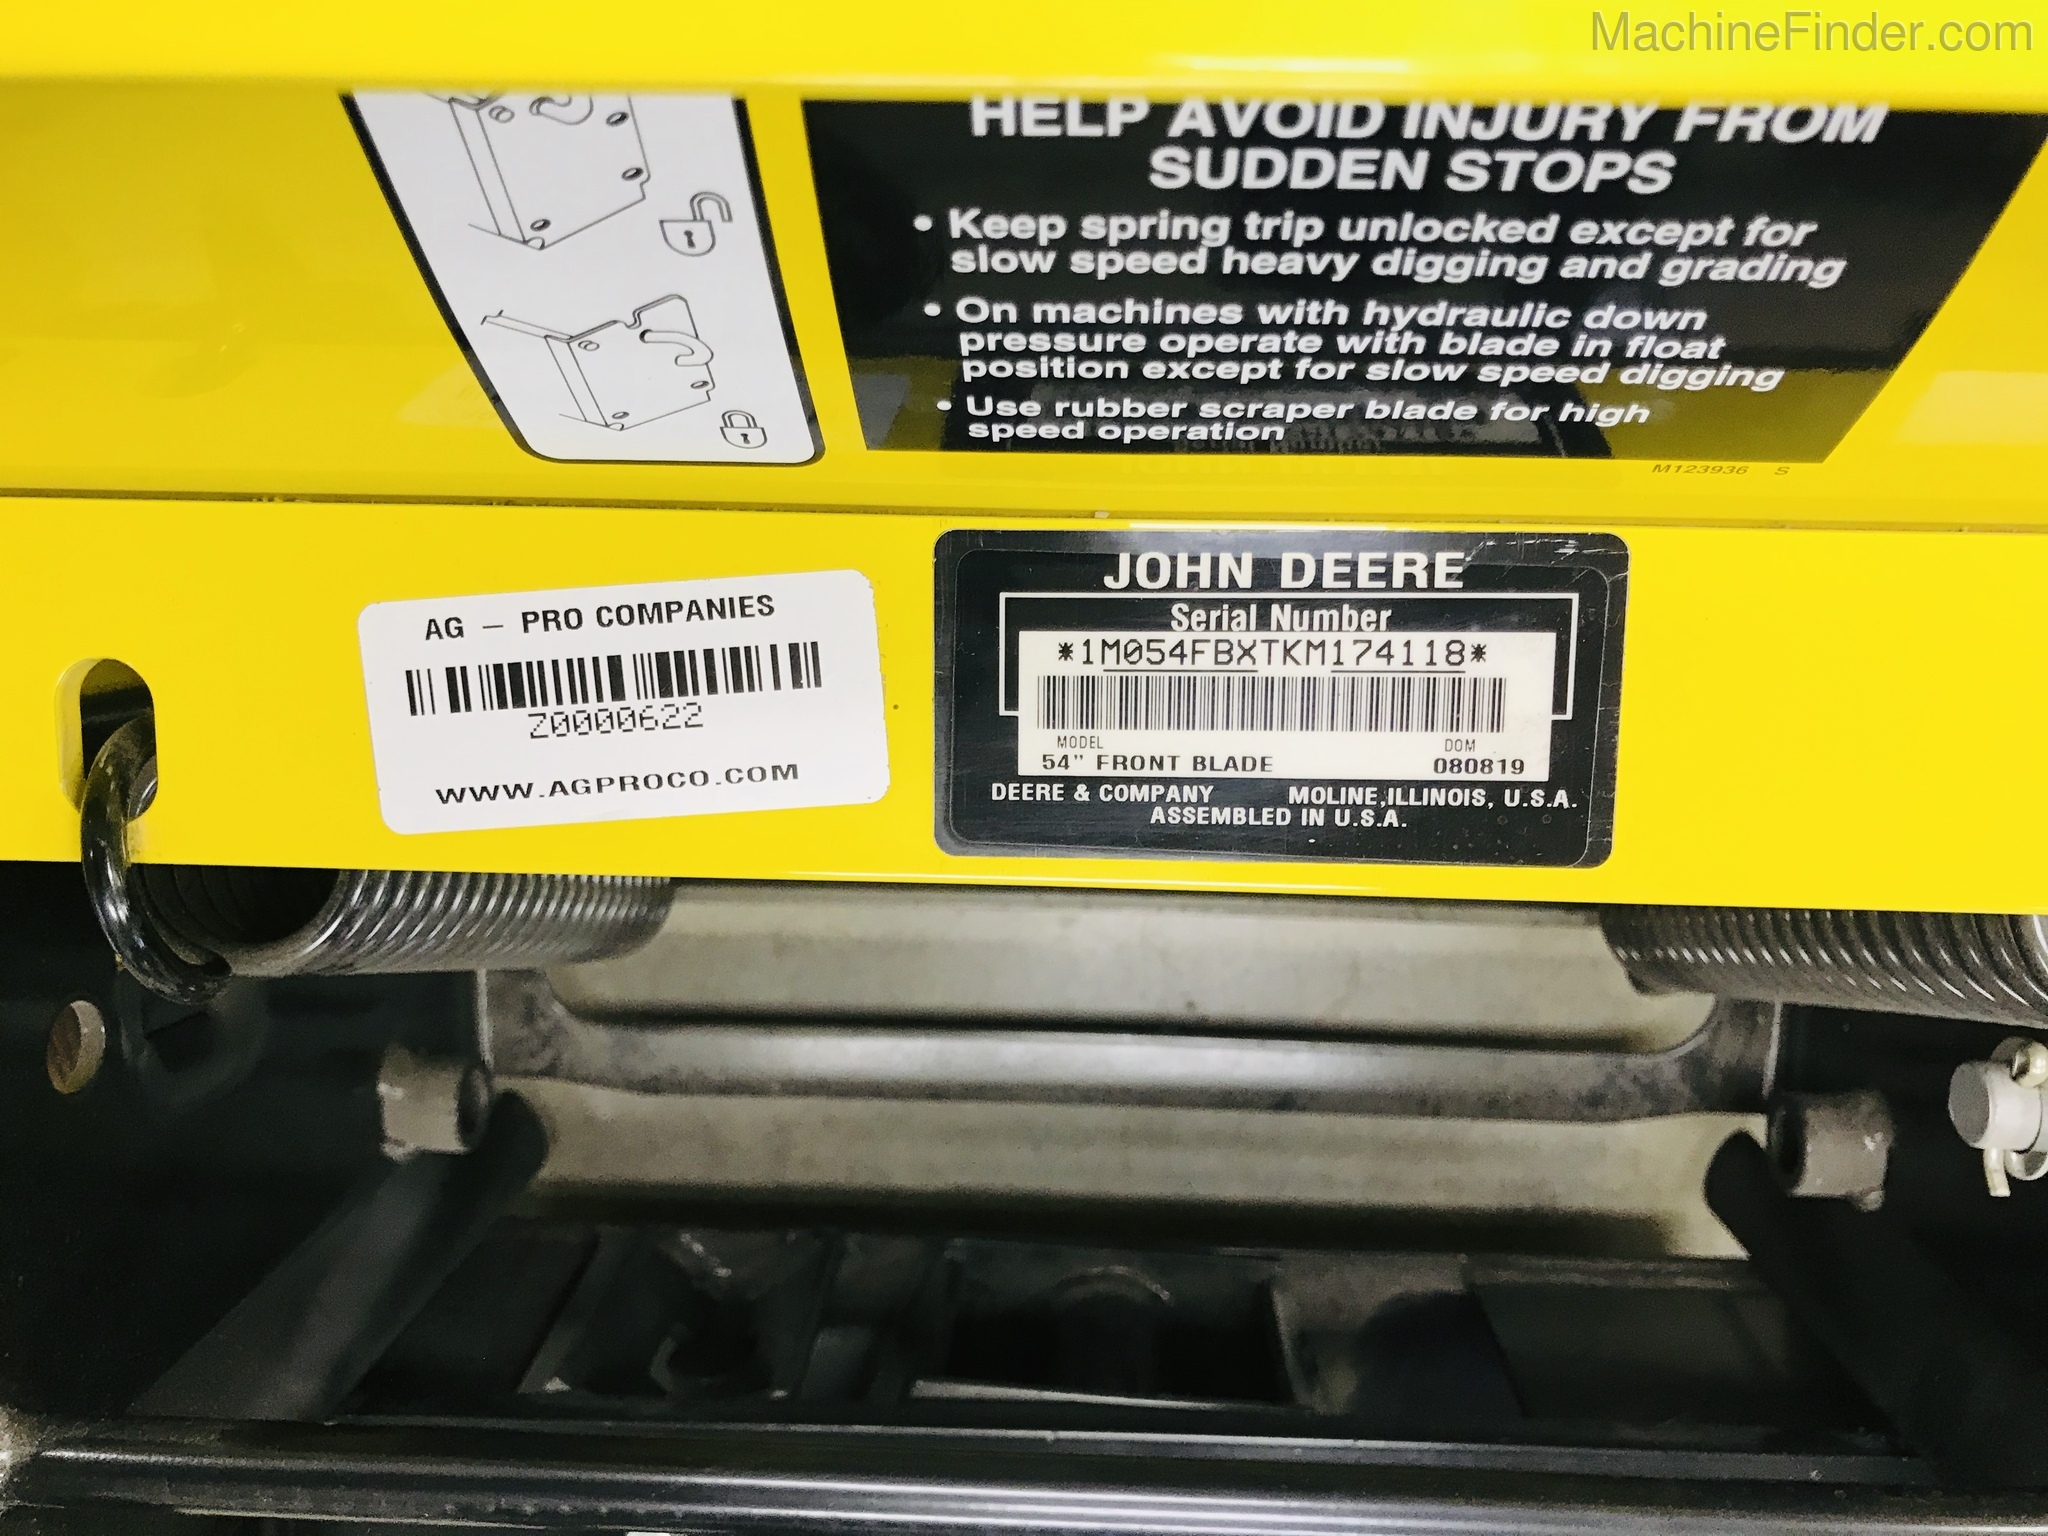 MachineFinder.com
HELP AVOID INJURY FROM
SUDDEN STOPS
• Keep spring trip unlocked except for
slow speed heavy digging and grading
• On machines with hydraulic down
pressure operate with blade in float
position except for slow speed digging
• Use rubber scraper blade for high
speed operation
M123936 S
AG – PRO COMPANIES
Z0000622
WWW.AGPROCO.COM
JOHN DEERE
Serial Number
*1M054FBXTKM174118*
MODEL DOM
54" FRONT BLADE 080819
DEERE & COMPANY MOLINE,ILLINOIS, U.S.A.
ASSEMBLED IN U.S.A.